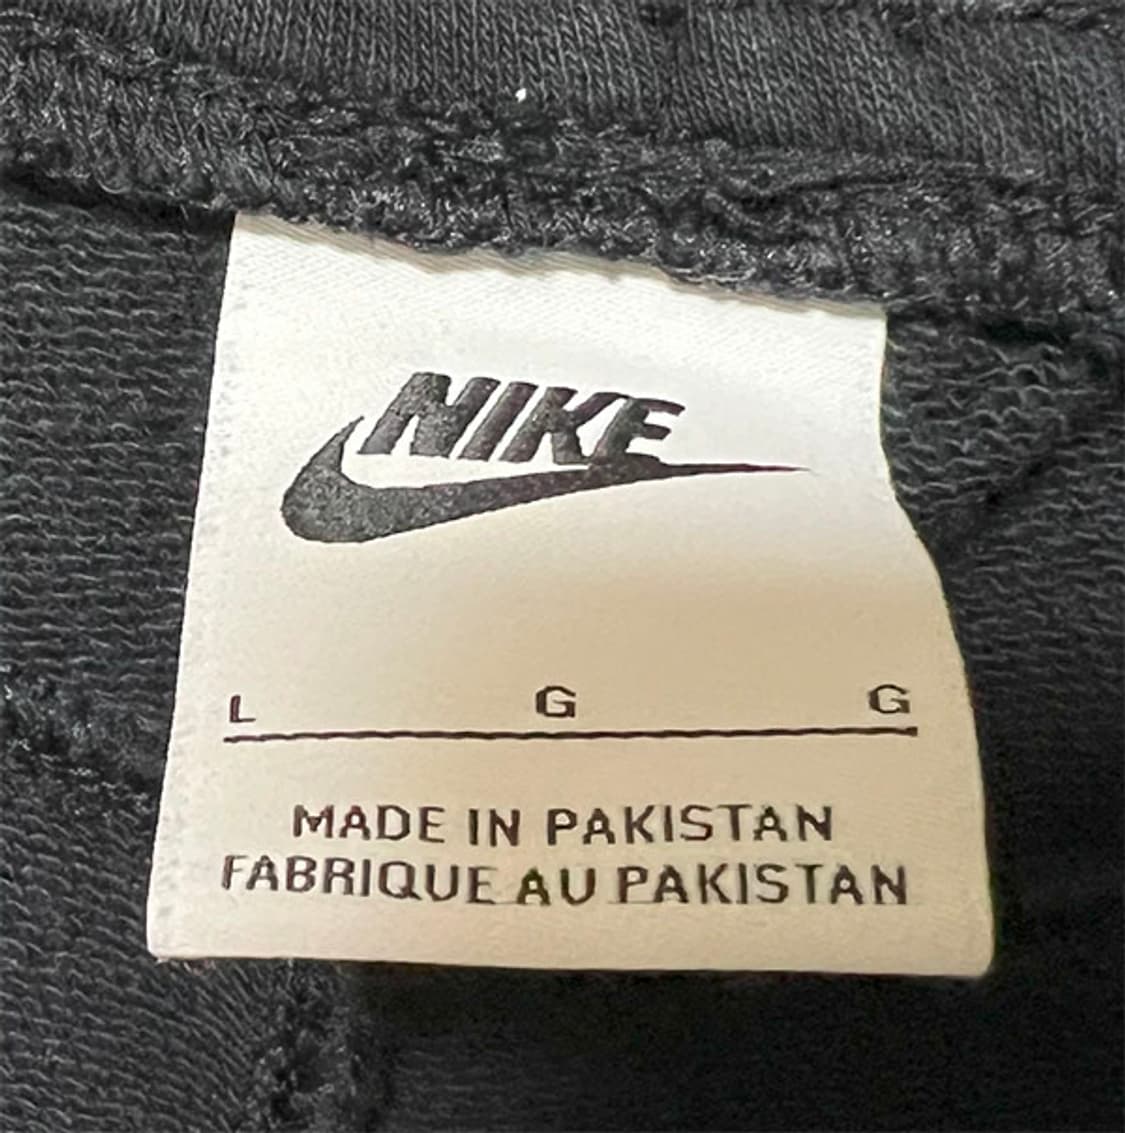 NIKE
L G G
MADE IN PAKISTAN
FABRIQUE AU PAKISTAN